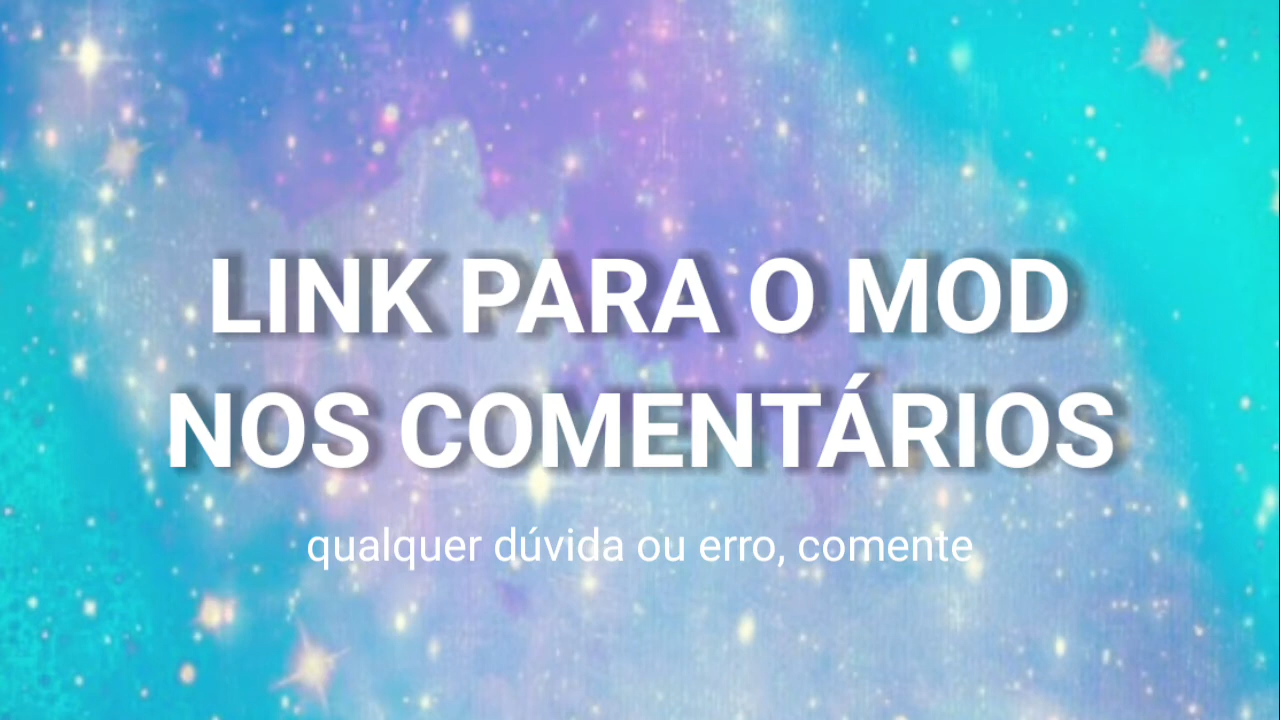 LINK PARA O MOD
NOS COMENTÁRIOS
qualquer dúvida ou erro, comente